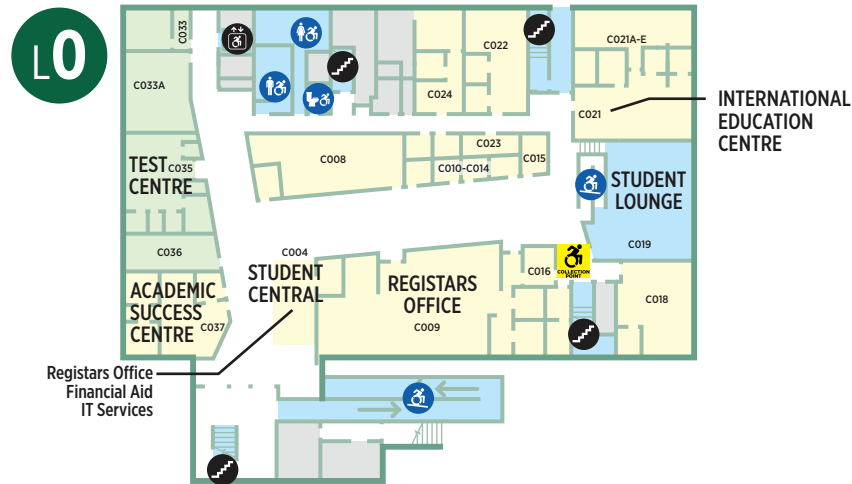 L0
C033
C033A
C022
C021A-E
C024
C021
INTERNATIONAL
EDUCATION
CENTRE
C023
C008
C010-C014
C015
TEST
C035
CENTRE
STUDENT
LOUNGE
C036
C019
C004
STUDENT
CENTRAL
REGISTRARS
OFFICE
C016
COLLECTION
POINT
ACADEMIC
SUCCESS
CENTRE
C037
C009
C018
Registrars Office
Financial Aid
IT Services